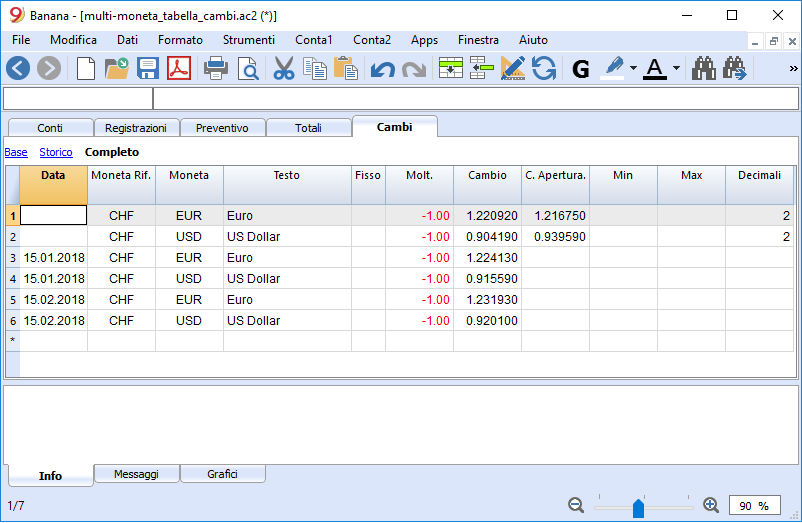 9 Banana - [multi-moneta_tabella_cambi.ac2 (*)]
File Modifica Dati Formato Strumenti Conta1 Conta2 Apps Finestra Aiuto
G A »
Conti Registrazioni Preventivo Totali Cambi
Base Storico Completo
Data Moneta Rif. Moneta Testo Fisso Molt. Cambio C. Apertura. Min Max Decimali
1 CHF EUR Euro -1.00 1.220920 1.216750 2
2 CHF USD US Dollar -1.00 0.904190 0.939590 2
3 15.01.2018 CHF EUR Euro -1.00 1.224130
4 15.01.2018 CHF USD US Dollar -1.00 0.915590
5 15.02.2018 CHF EUR Euro -1.00 1.231930
6 15.02.2018 CHF USD US Dollar -1.00 0.920100
*
Info Messaggi Grafici
1/7 90 %